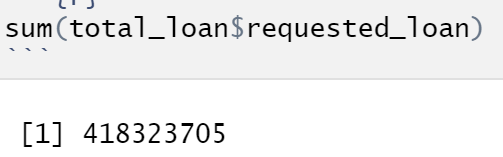 sum(total_loan$requested_loan)
```
[1] 418323705